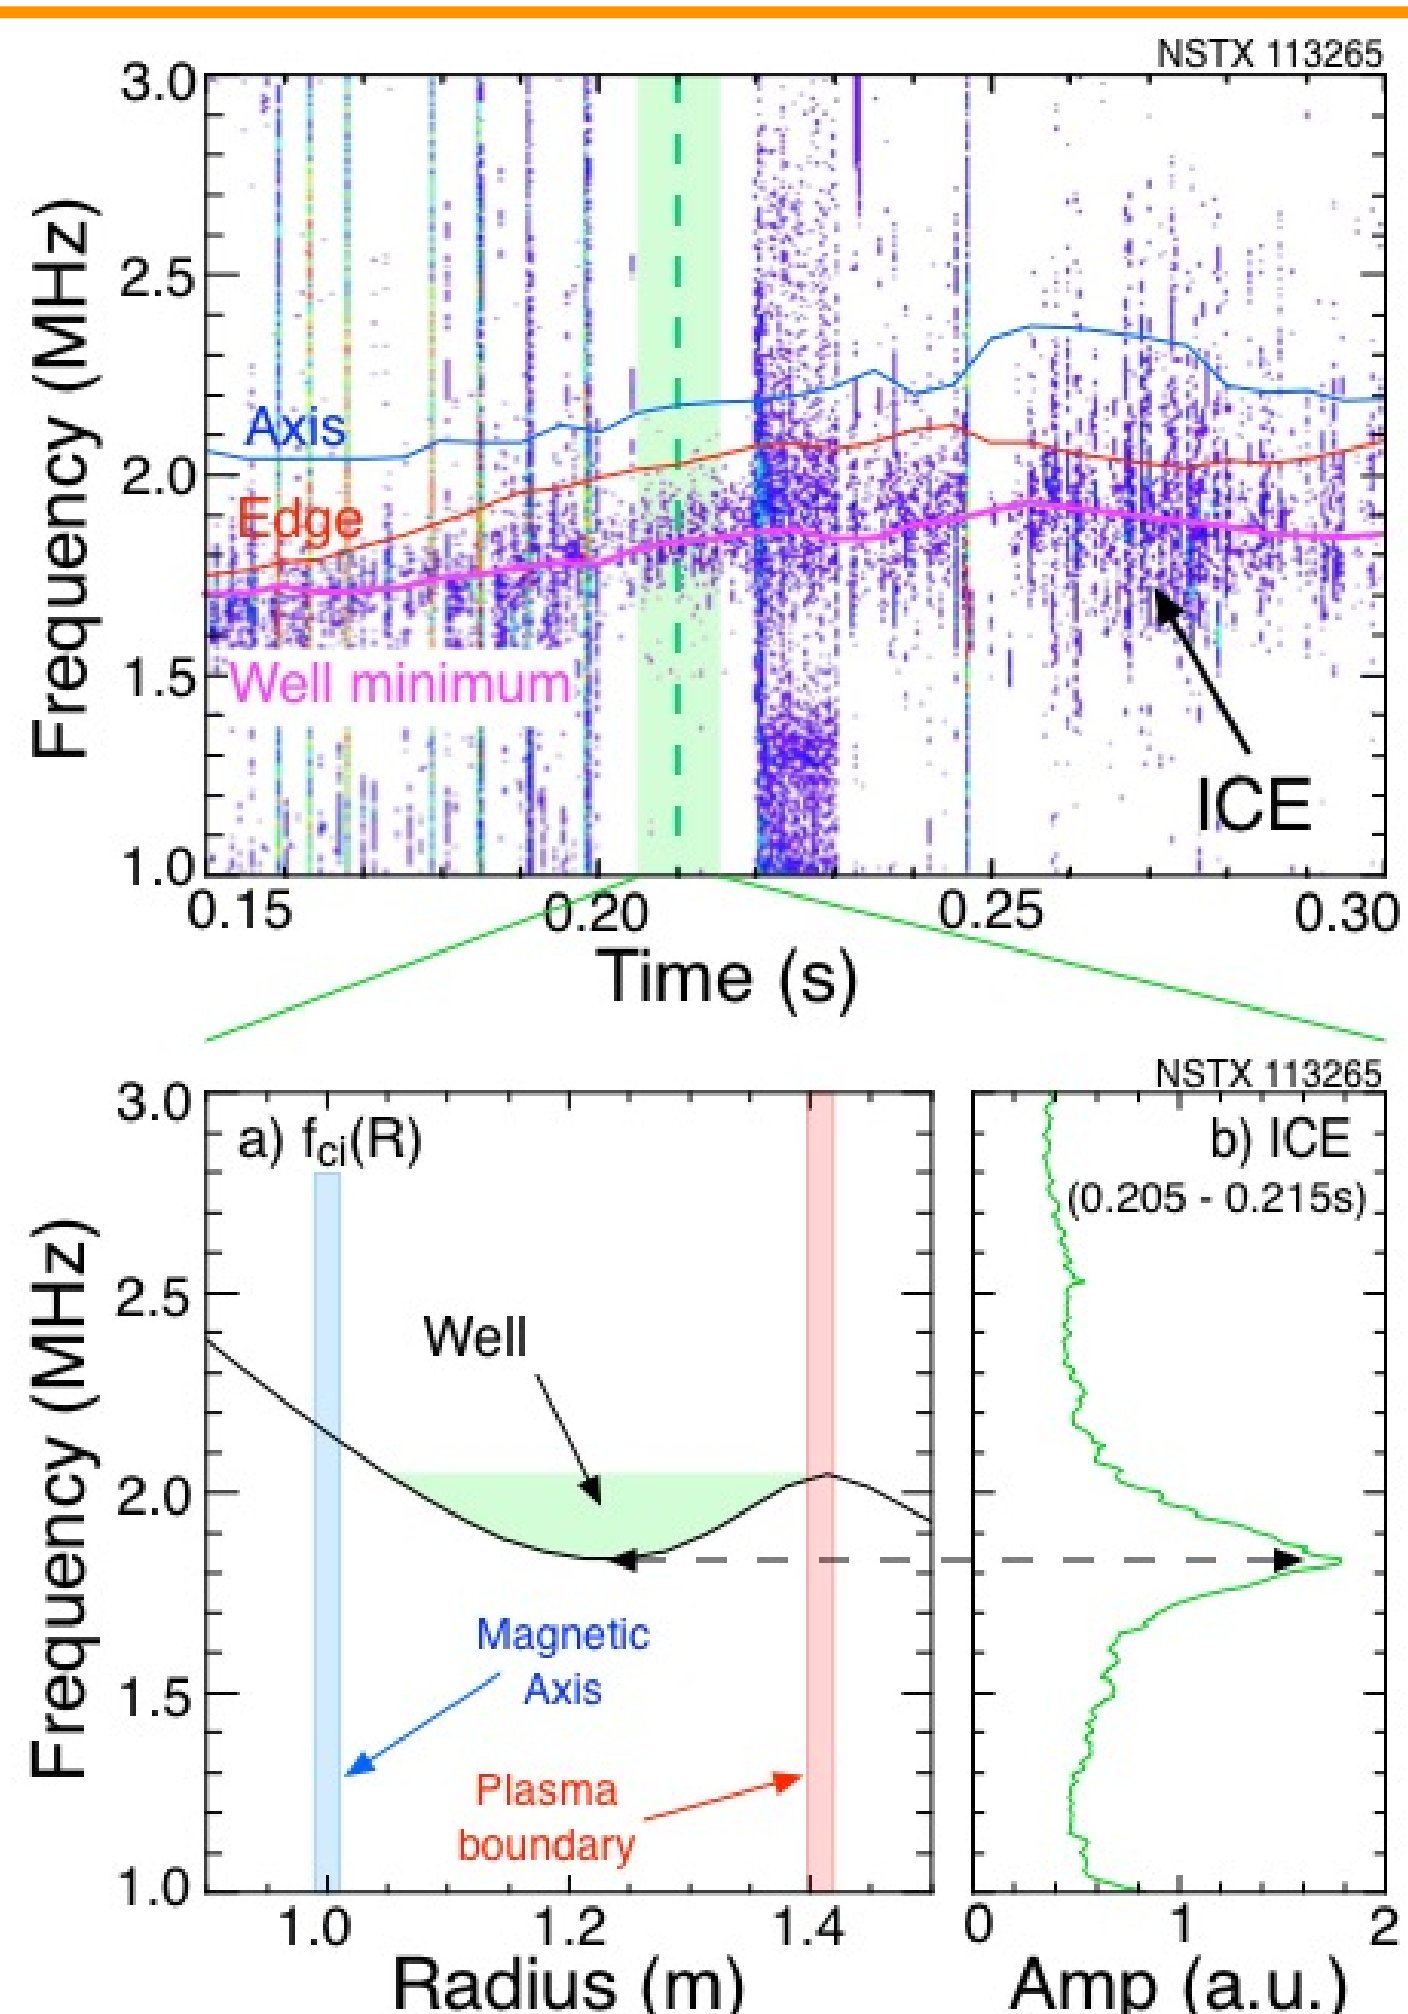 NSTX 113265
3.0
2.5
2.0
1.5
1.0
Frequency (MHz)
Axis
Edge
Well minimum
ICE
0.15 0.20 0.25 0.30
Time (s)
NSTX 113265
3.0
2.5
2.0
1.5
1.0
Frequency (MHz)
a) fci(R)
Well
Magnetic
Axis
Plasma
boundary
1.0 1.2 1.4
Radius (m)
b) ICE
(0.205 - 0.215s)
0 1 2
Amp (a.u.)